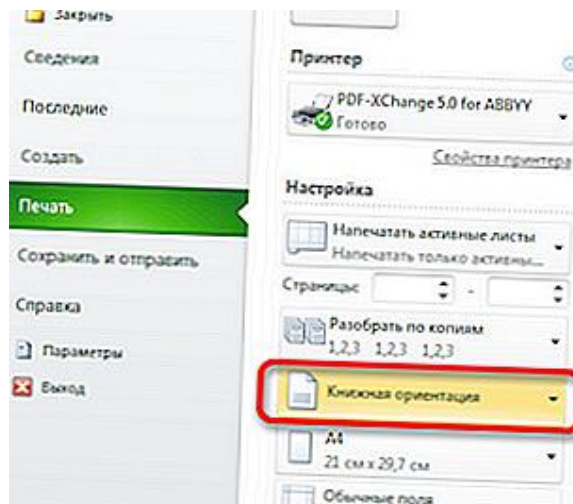 Закрыть
Сведения
Последние
Создать
Печать
Сохранить и отправить
Справка
Параметры
Выход
Принтер
PDF-XChange 5.0 for ABBYY
Готово
Свойства принтера
Настройка
Напечатать активные листы
Напечатать только активны...
Страницы: -
Разобрать по копиям
1,2,3 1,2,3 1,2,3
Книжная ориентация
A4
21 см x 29,7 см
Обычные поля